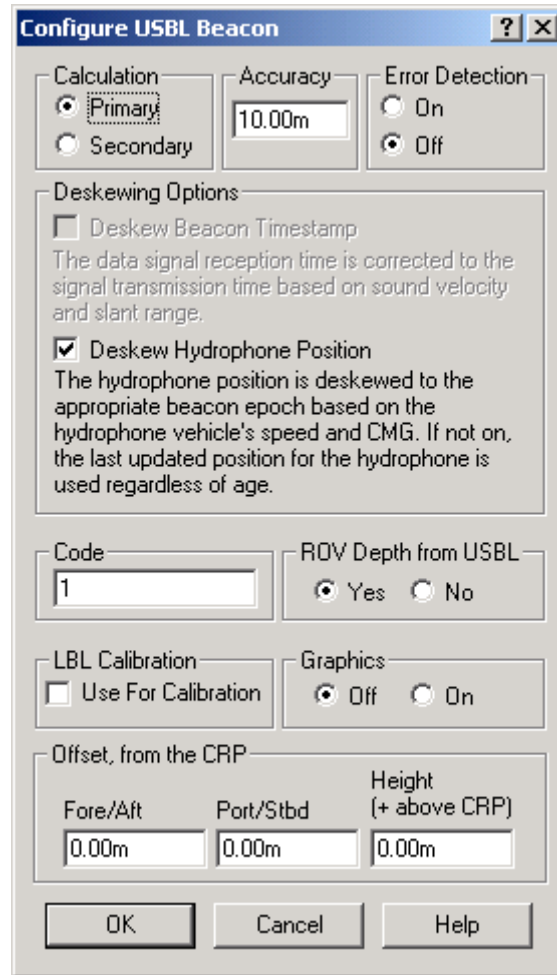 Configure USBL Beacon
Calculation
Primary
Secondary
Accuracy
10.00m
Error Detection
On
Off
Deskewing Options
Deskew Beacon Timestamp
The data signal reception time is corrected to the
signal transmission time based on sound velocity
and slant range.
Deskew Hydrophone Position
The hydrophone position is deskewed to the
appropriate beacon epoch based on the
hydrophone vehicle's speed and CMG. If not on,
the last updated position for the hydrophone is
used regardless of age.
Code
1
ROV Depth from USBL
Yes No
LBL Calibration
Use For Calibration
Graphics
Off On
Offset, from the CRP
Fore/Aft
0.00m
Port/Stbd
0.00m
Height
(+ above CRP)
0.00m
OK Cancel Help